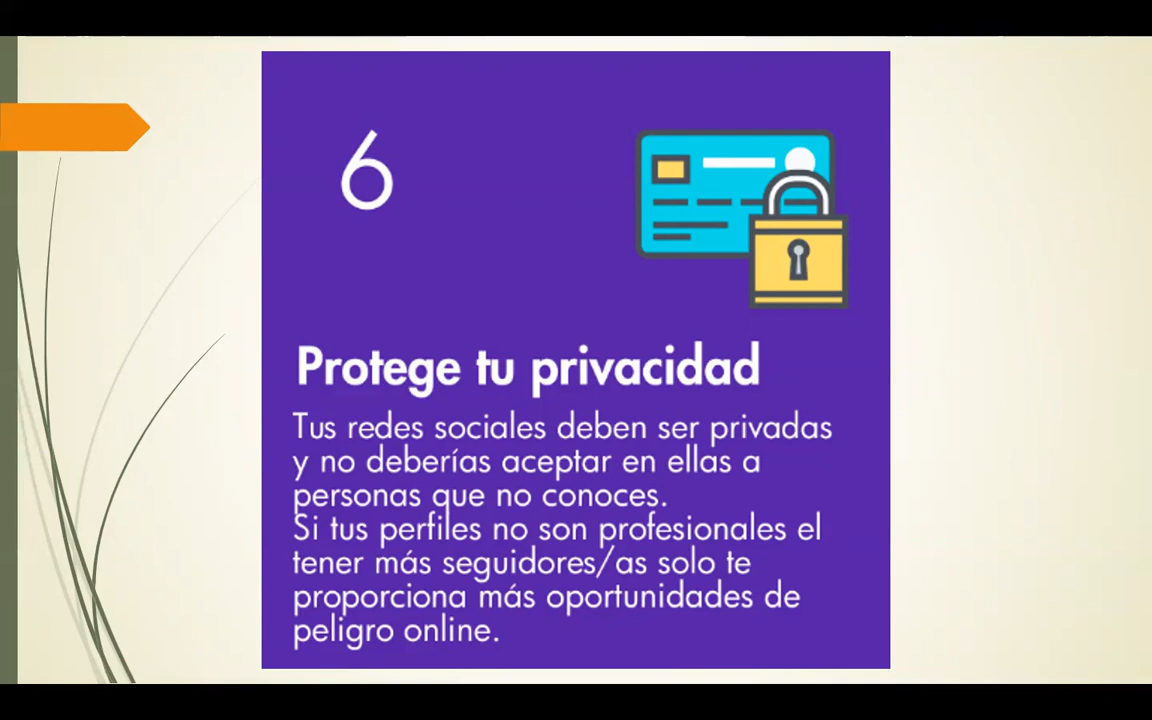 6
Protege tu privacidad
Tus redes sociales deben ser privadas
y no deberías aceptar en ellas a
personas que no conoces.
Si tus perfiles no son profesionales el
tener más seguidores/as solo te
proporciona más oportunidades de
peligro online.